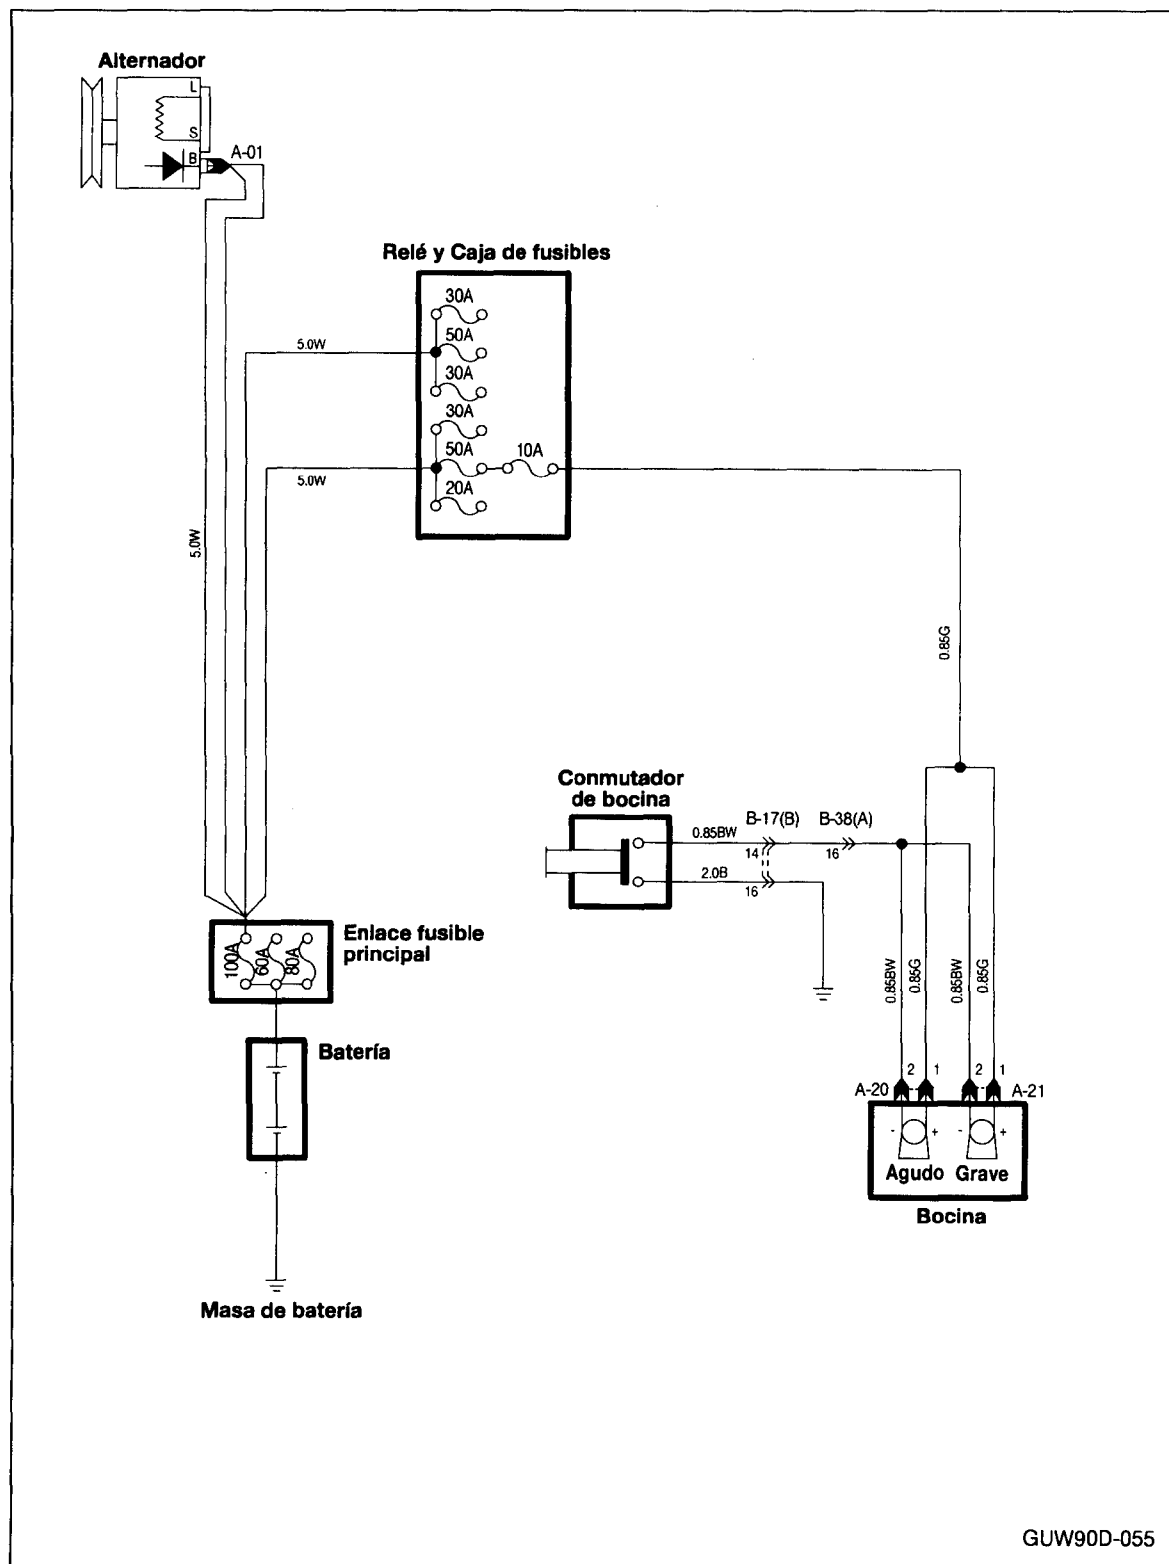 Alternador
L
S
B
A-01
Relé y Caja de fusibles
30A
50A
30A
30A
50A
10A
20A
5.0W
5.0W
5.0W
0.85G
Conmutador
de bocina
0.85BW
B-17(B)
B-38(A)
14
16
2.0B
16
Enlace fusible
principal
100A
60A
80A
Batería
Masa de batería
0.85BW
0.85G
0.85BW
0.85G
A-20
2
1
2
1
A-21
-
+
-
+
Agudo
Grave
Bocina
GUW90D-055